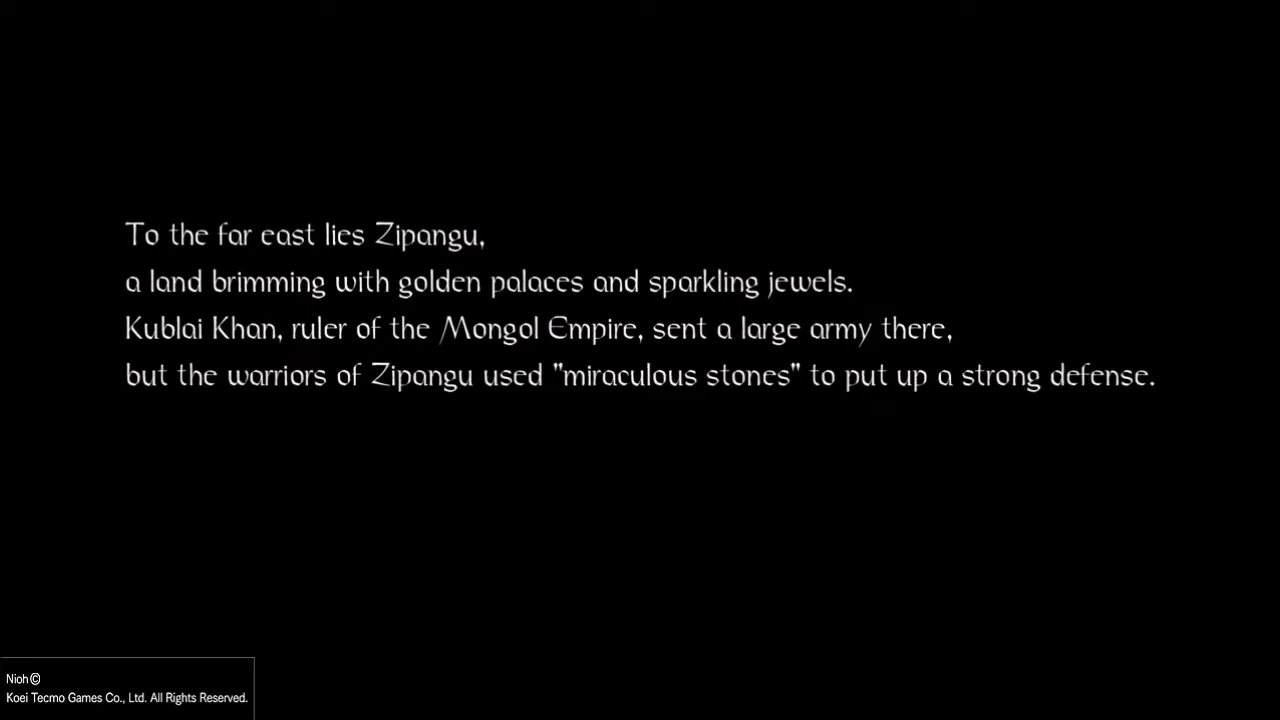 To the far east lies Zipangu,
a land brimming with golden palaces and sparkling jewels.
Kublai Khan, ruler of the Mongol Empire, sent a large army there,
but the warriors of Zipangu used "miraculous stones" to put up a strong defense.
Nioh©
Koei Tecmo Games Co., Ltd. All Rights Reserved.